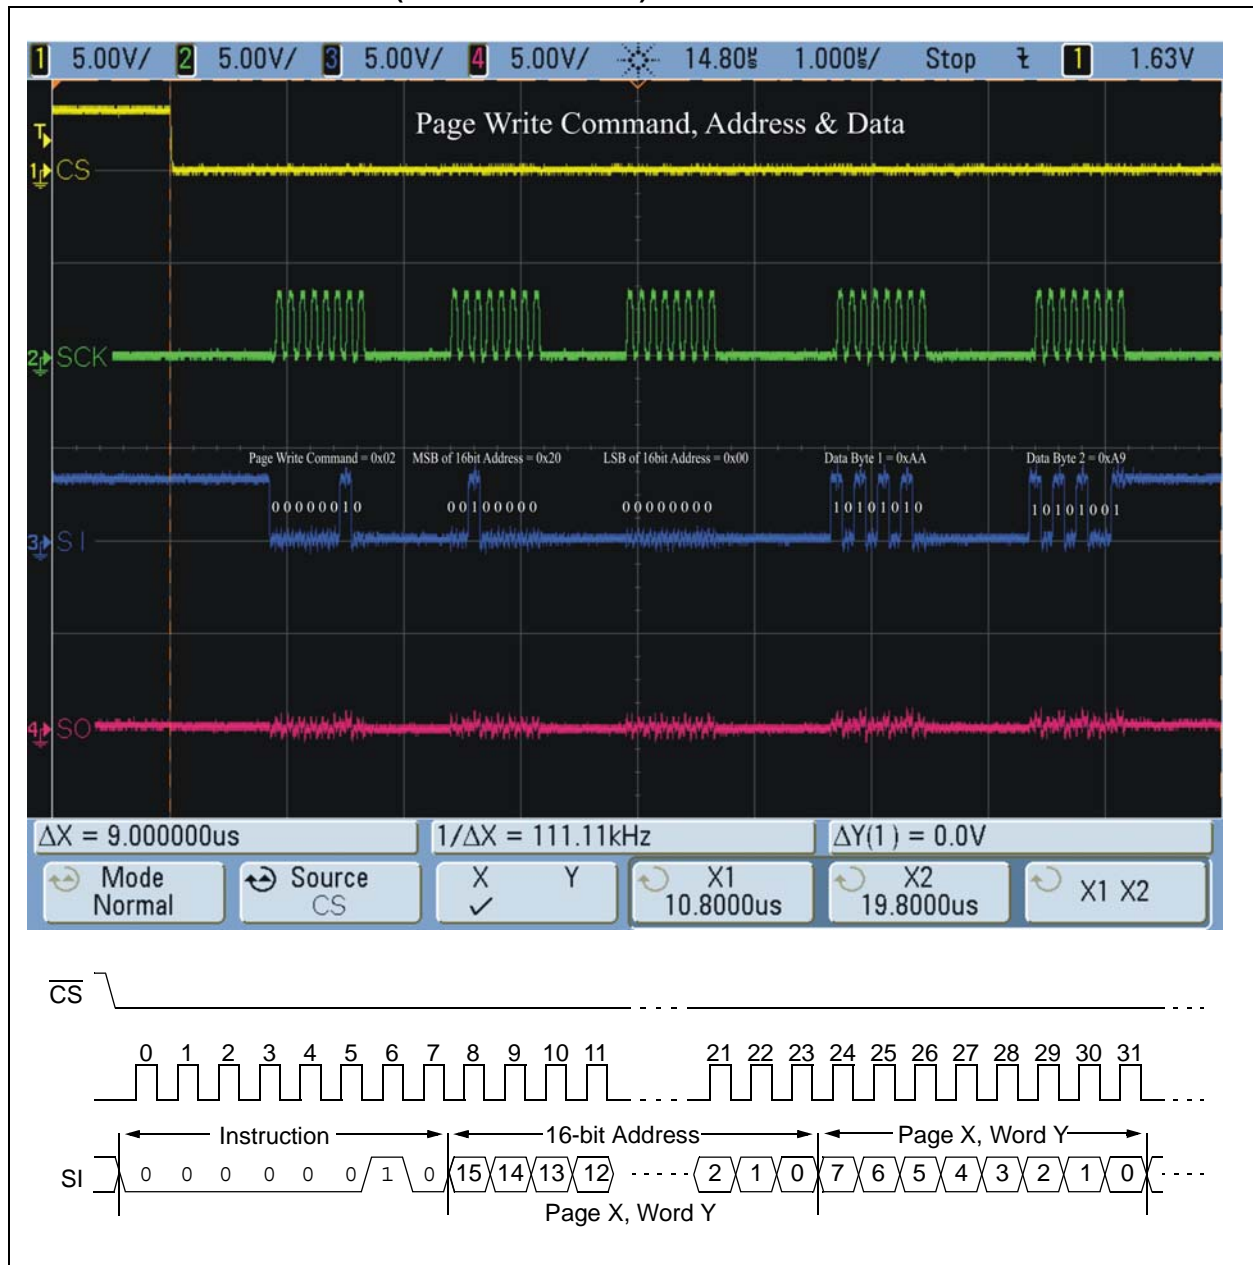 1 5.00V/ 2 5.00V/ 3 5.00V/ 4 5.00V/ 14.80µs 1.000µs/ Stop 1 1.63V
Page Write Command, Address & Data
T
1 CS
2 SCK
Page Write Command = 0x02 MSB of 16bit Address = 0x20 LSB of 16bit Address = 0x00 Data Byte 1 = 0xAA Data Byte 2 = 0xA9
0 0 0 0 0 0 1 0 0 0 1 0 0 0 0 0 0 0 0 0 0 0 0 0 1 0 1 0 1 0 1 0 1 0 1 0 1 0 0 1
3 SI
4 SO
ΔX = 9.000000us 1/ΔX = 111.11kHz ΔY(1) = 0.0V
Mode Source X Y X1 X2 X1 X2
Normal CS 10.8000us 19.8000us
CS
0 1 2 3 4 5 6 7 8 9 10 11 21 22 23 24 25 26 27 28 29 30 31
Instruction 16-bit Address Page X, Word Y
SI 0 0 0 0 0 0 1 0 15 14 13 12 2 1 0 7 6 5 4 3 2 1 0
Page X, Word Y